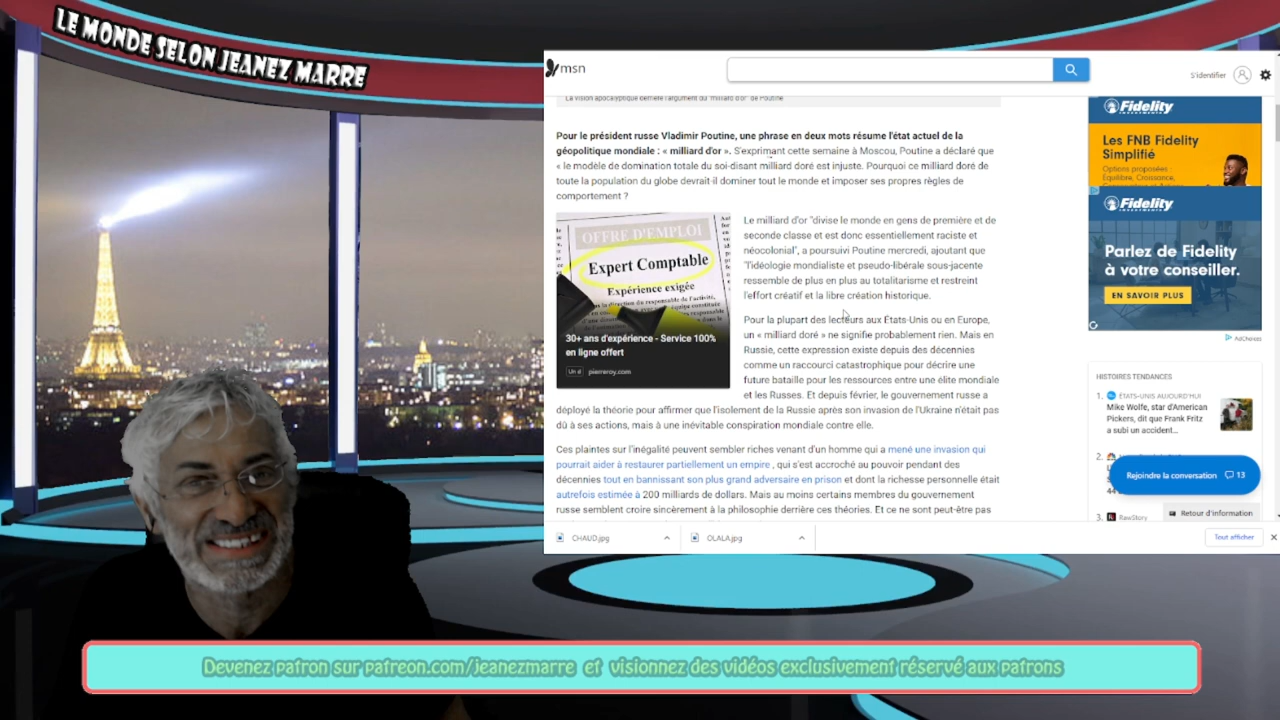 LE MONDE SELON JEANEZ MARRE
msn
S'identifier
La vision apocalyptique derrière l'argument du "milliard d'or" de Poutine
Pour le président russe Vladimir Poutine, une phrase en deux mots résume l'état actuel de la
géopolitique mondiale : « milliard d'or ». S'exprimant cette semaine à Moscou, Poutine a déclaré que
« le modèle de domination totale du soi-disant milliard doré est injuste. Pourquoi ce milliard doré de
toute la population du globe devrait-il dominer tout le monde et imposer ses propres règles de
comportement ?
OFFRE D'EMPLOI
Expert Comptable
Expérience exigée
30+ ans d'expérience - Service 100%
en ligne offert
pierreroy.com
Le milliard d'or "divise le monde en gens de première et de
seconde classe et est donc essentiellement raciste et
néocolonial", a poursuivi Poutine mercredi, ajoutant que
"l'idéologie mondialiste et pseudo-libérale sous-jacente
ressemble de plus en plus au totalitarisme et restreint
l'effort créatif et la libre création historique.
Pour la plupart des lecteurs aux États-Unis ou en Europe,
un « milliard doré » ne signifie probablement rien. Mais en
Russie, cette expression existe depuis des décennies
comme un raccourci catastrophique pour décrire une
future bataille pour les ressources entre une élite mondiale
et les Russes. Et depuis février, le gouvernement russe a
déployé la théorie pour affirmer que l'isolement de la Russie après son invasion de l'Ukraine n'était pas
dû à ses actions, mais à une inévitable conspiration mondiale contre elle.
Ces plaintes sur l'inégalité peuvent sembler riches venant d'un homme qui a mené une invasion qui
pourrait aider à restaurer partiellement un empire , qui s'est accroché au pouvoir pendant des
décennies tout en bannissant son plus grand adversaire en prison et dont la richesse personnelle était
autrefois estimée à 200 milliards de dollars. Mais au moins certains membres du gouvernement
russe semblent croire sincèrement à la philosophie derrière ces théories. Et ce ne sont peut-être pas
Fidelity
Les FNB Fidelity
Simplifié
Options proposées :
Équilibre, Croissance,
Fidelity
Parlez de Fidelity
à votre conseiller.
EN SAVOIR PLUS
AdChoices
HISTOIRES TENDANCES
1. ÉTATS-UNIS AUJOURD'HUI
Mike Wolfe, star d'American
Pickers, dit que Frank Fritz
a subi un accident...
2.
Rejoindre la conversation 13
44
3. RawStory
Retour d'information
CHAUD.jpg
OLALA.jpg
Tout afficher
Devenez patron sur patreon.com/jeanezmarre et visionnez des vidéos exclusivement réservé aux patrons